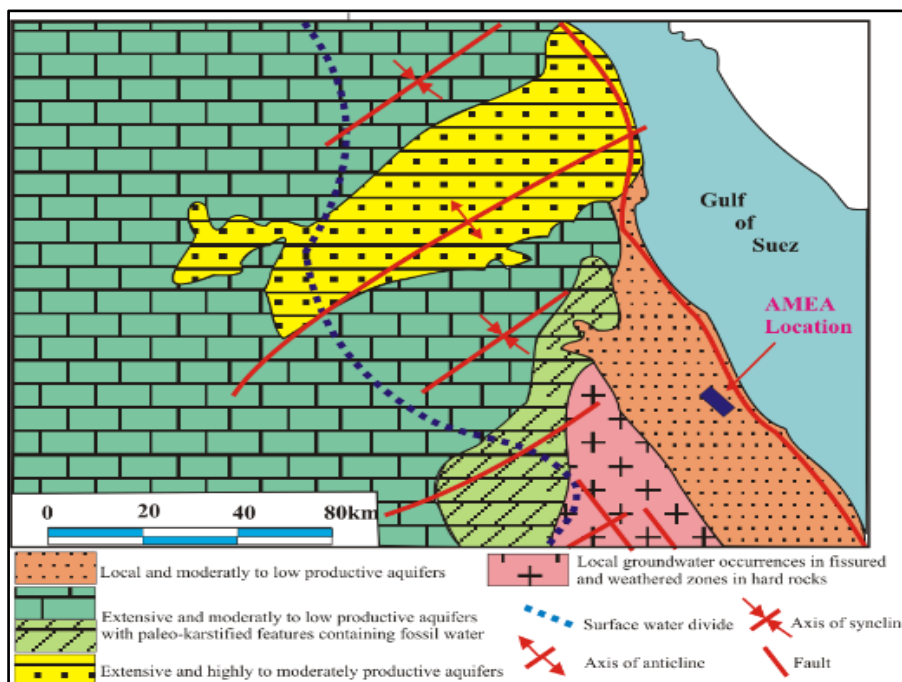 Gulf
of
Suez
AMEA
Location
0 20 40 80km
Local and moderatly to low productive aquifers
Extensive and moderatly to low productive aquifers
with paleo-karstified features containing fossil water
Extensive and highly to moderately productive aquifers
Local groundwater occurrences in fissured
and weathered zones in hard rocks
Surface water divide
Axis of synclin
Axis of anticline
Fault